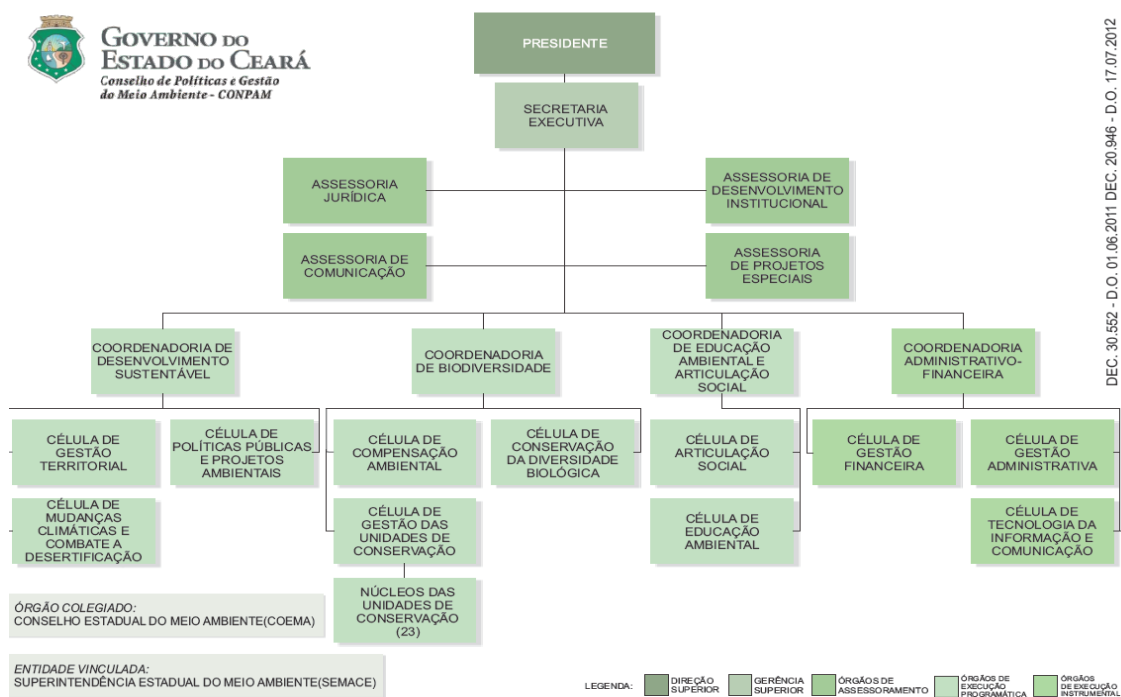 GOVERNO DO
ESTADO DO CEARÁ
Conselho de Políticas e Gestão
do Meio Ambiente - CONPAM
PRESIDENTE
SECRETARIA
EXECUTIVA
ASSESSORIA
JURÍDICA
ASSESSORIA DE
DESENVOLVIMENTO
INSTITUCIONAL
ASSESSORIA DE
COMUNICAÇÃO
ASSESSORIA
DE PROJETOS
ESPECIAIS
COORDENADORIA DE
DESENVOLVIMENTO
SUSTENTÁVEL
COORDENADORIA
DE BIODIVERSIDADE
COORDENADORIA
DE EDUCAÇÃO
AMBIENTAL E
ARTICULAÇÃO
SOCIAL
COORDENADORIA
ADMINISTRATIVO-
FINANCEIRA
CÉLULA DE
GESTÃO
TERRITORIAL
CÉLULA DE
POLÍTICAS PÚBLICAS
E PROJETOS
AMBIENTAIS
CÉLULA DE
COMPENSAÇÃO
AMBIENTAL
CÉLULA DE
CONSERVAÇÃO
DA DIVERSIDADE
BIOLÓGICA
CÉLULA DE
ARTICULAÇÃO
SOCIAL
CÉLULA DE
GESTÃO
FINANCEIRA
CÉLULA DE
GESTÃO
ADMINISTRATIVA
CÉLULA DE
MUDANÇAS
CLIMÁTICAS E
COMBATE A
DESERTIFICAÇÃO
CÉLULA DE
GESTÃO DAS
UNIDADES DE
CONSERVAÇÃO
CÉLULA DE
EDUCAÇÃO
AMBIENTAL
CÉLULA DE
TECNOLOGIA DA
INFORMAÇÃO E
COMUNICAÇÃO
NÚCLEOS DAS
UNIDADES DE
CONSERVAÇÃO
(23)
ÓRGÃO COLEGIADO:
CONSELHO ESTADUAL DO MEIO AMBIENTE(COEMA)
ENTIDADE VINCULADA:
SUPERINTENDÊNCIA ESTADUAL DO MEIO AMBIENTE(SEMACE)
LEGENDA:
DIREÇÃO
SUPERIOR
GERÊNCIA
SUPERIOR
ÓRGÃOS DE
ASSESSORAMENTO
ÓRGÃOS DE
EXECUÇÃO
PROGRAMÁTICA
ÓRGÃOS
DE EXECUÇÃO
INSTRUMENTAL
DEC. 30.552 - D.O. 01.06.2011 DEC. 20.946 - D.O. 17.07.2012